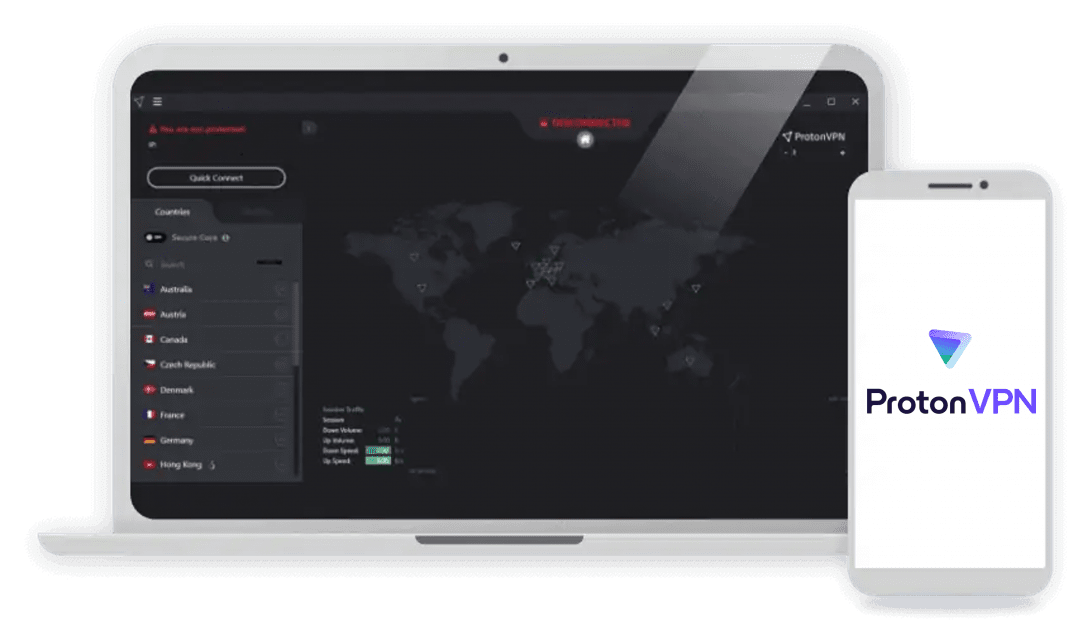 You are not protected!
ProtonVPN
Quick Connect
Countries
Secure Core
Search
Australia
Austria
Canada
Czech Republic
Denmark
France
Germany
Hong Kong
Session Traffic
Session
Down Volume
Up Volume
Down Speed
Up Speed
ProtonVPN